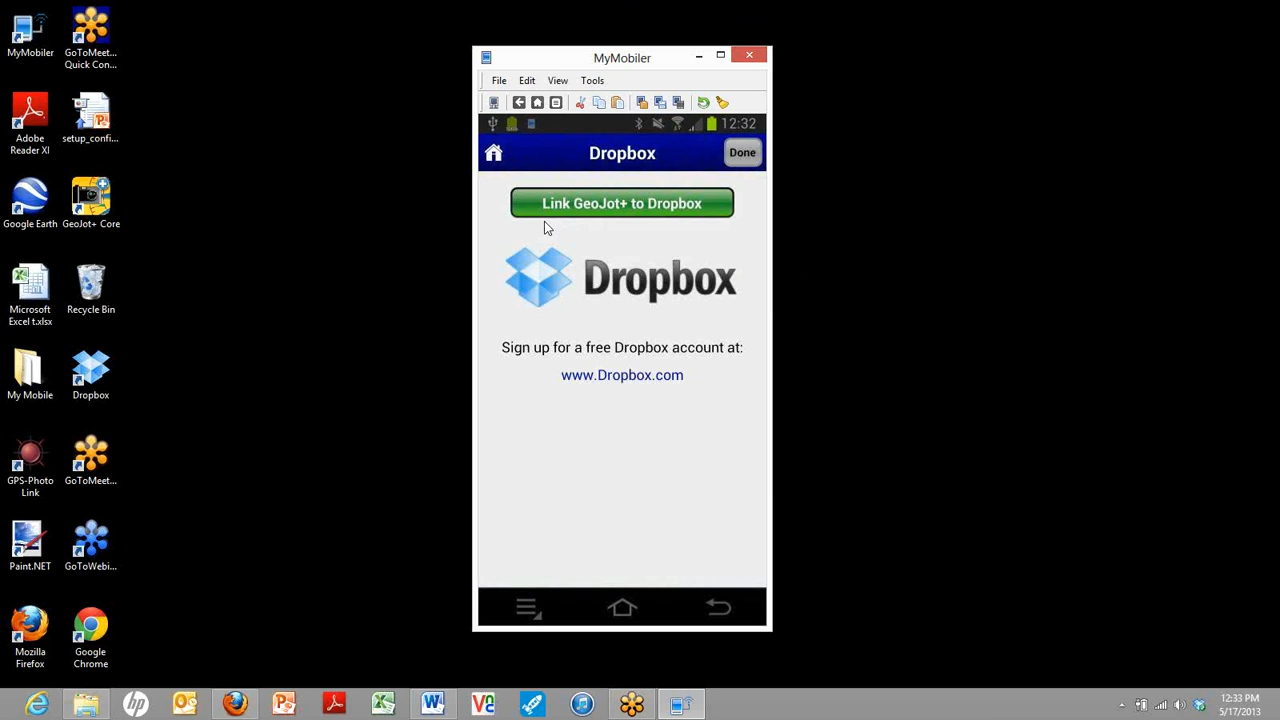 MyMobiler
GoToMeet...
Quick Con...
Adobe
Reader XI
setup_confi...
Google Earth
GeoJot+ Core
Microsoft
Excel t.xlsx
Recycle Bin
My Mobile
Dropbox
GPS-Photo
Link
GoToMeet...
Paint.NET
GoToWebi...
Mozilla
Firefox
Google
Chrome
MyMobiler
File Edit View Tools
12:32
Dropbox
Done
Link GeoJot+ to Dropbox
Dropbox
Sign up for a free Dropbox account at:
www.Dropbox.com
12:33 PM
5/17/2013